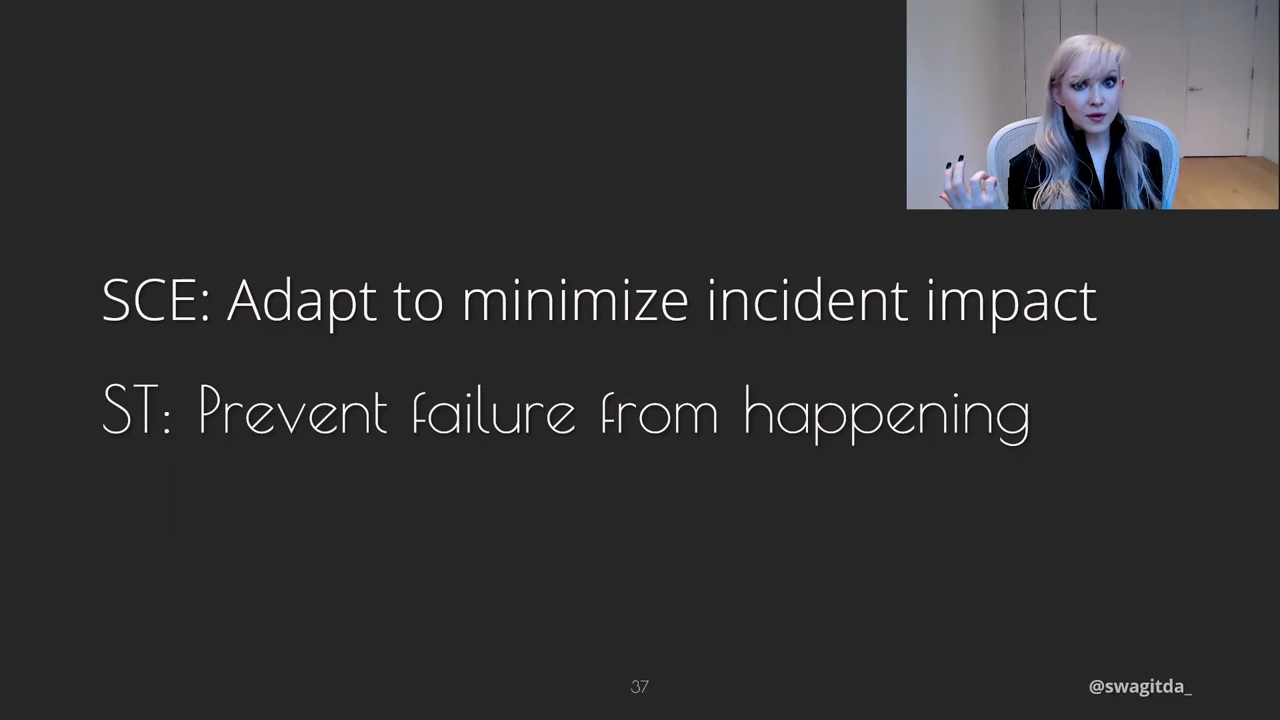 SCE: Adapt to minimize incident impact
ST: Prevent failure from happening
37
@swagitda_